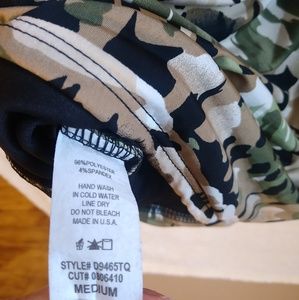 96%POLYESTER
4%SPANDEX
HAND WASH
IN COLD WATER
LINE DRY
DO NOT BLEACH
MADE IN U.S.A.
STYLE# D9465TQ
CUT# 0306410
MEDIUM